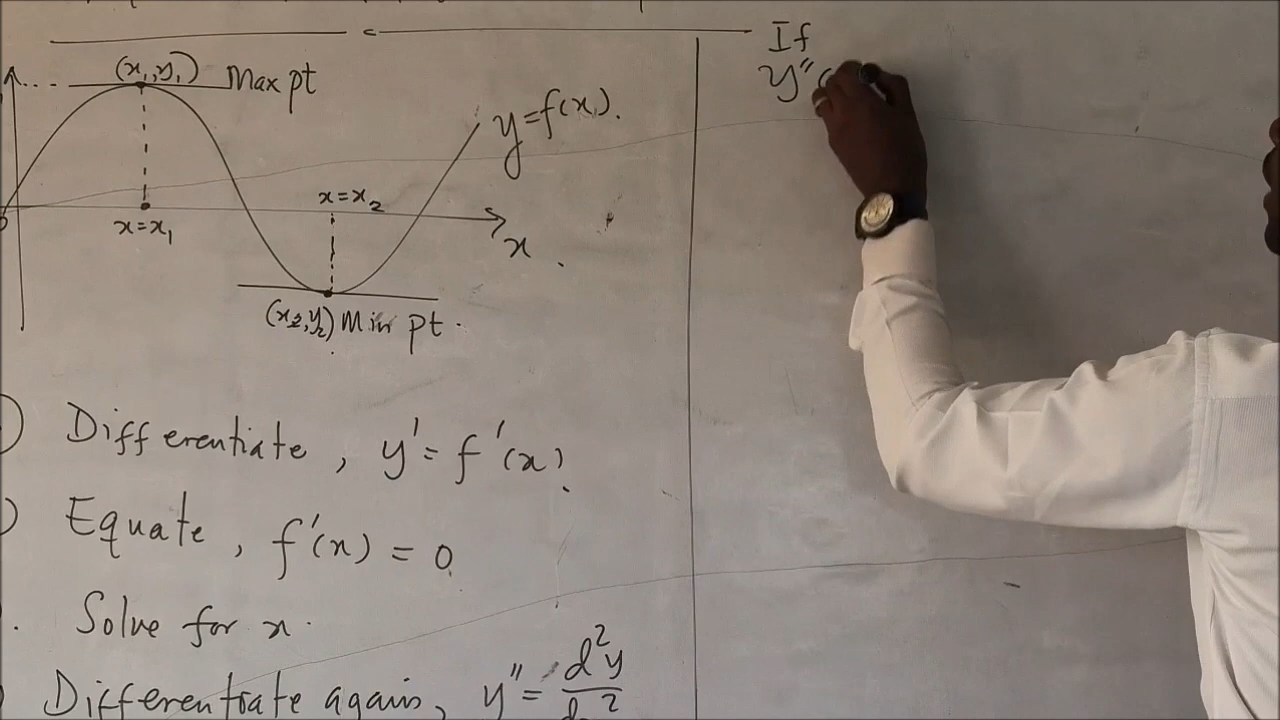 (x₁,y₁) Max pt
y=f(x).
x=x₂
x=x₁
x
(x₂,y₂) Min pt.
) Differentiate, y'=f'(x).
) Equate, f'(x) = 0
. Solve for x.
Differentiate again, y''= d²y
If
y''(